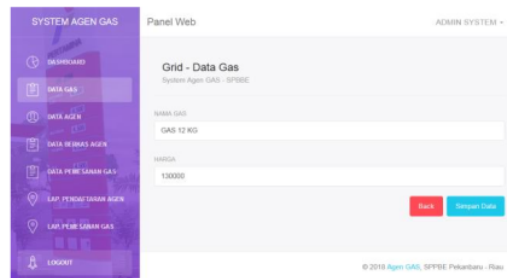 SYSTEM AGEN GAS
Panel Web
ADMIN SYSTEM
DASHBOARD
DATA GAS
DATA AGEN
DATA BERKAS AGEN
DATA PEMESANAN GAS
LAP. PENDAFTARAN AGEN
LAP. PEMESANAN GAS
LOGOUT
Grid - Data Gas
System Agen GAS - SPBBE
NAMA GAS
GAS 12 KG
HARGA
130000
Back
Simpan Data
© 2018 Agen GAS, SPPBE Pekanbaru - Riau